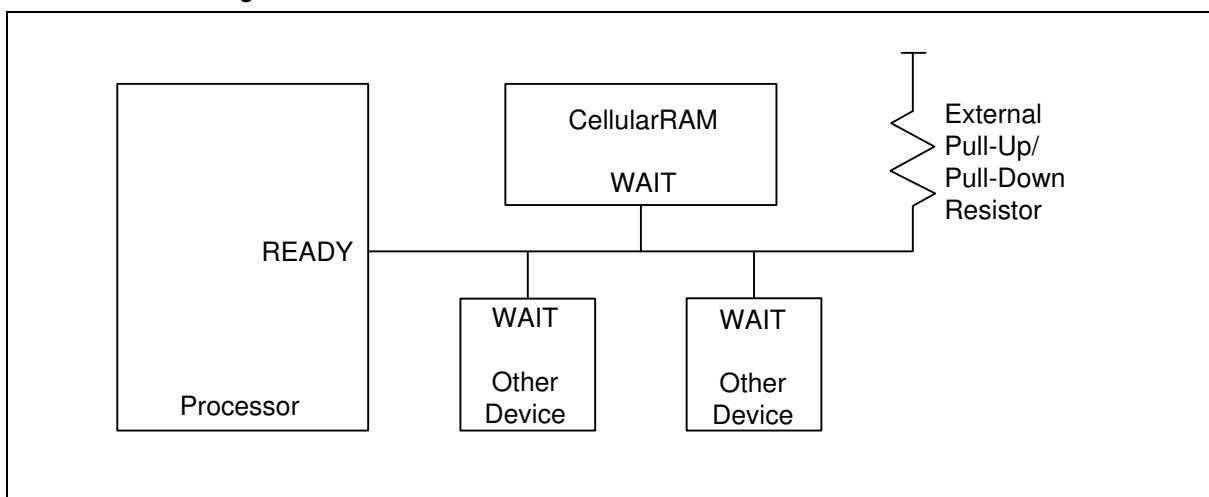 CellularRAM
WAIT
External
Pull-Up/
Pull-Down
Resistor
READY
Processor
WAIT
Other
Device
WAIT
Other
Device